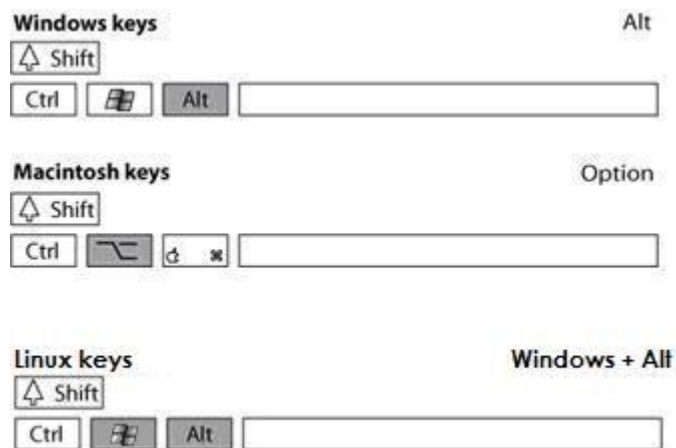 Windows keys Alt
Shift
Ctrl Alt
Macintosh keys Option
Shift
Ctrl ⌥ ⌘
Linux keys Windows + Alt
Shift
Ctrl Alt